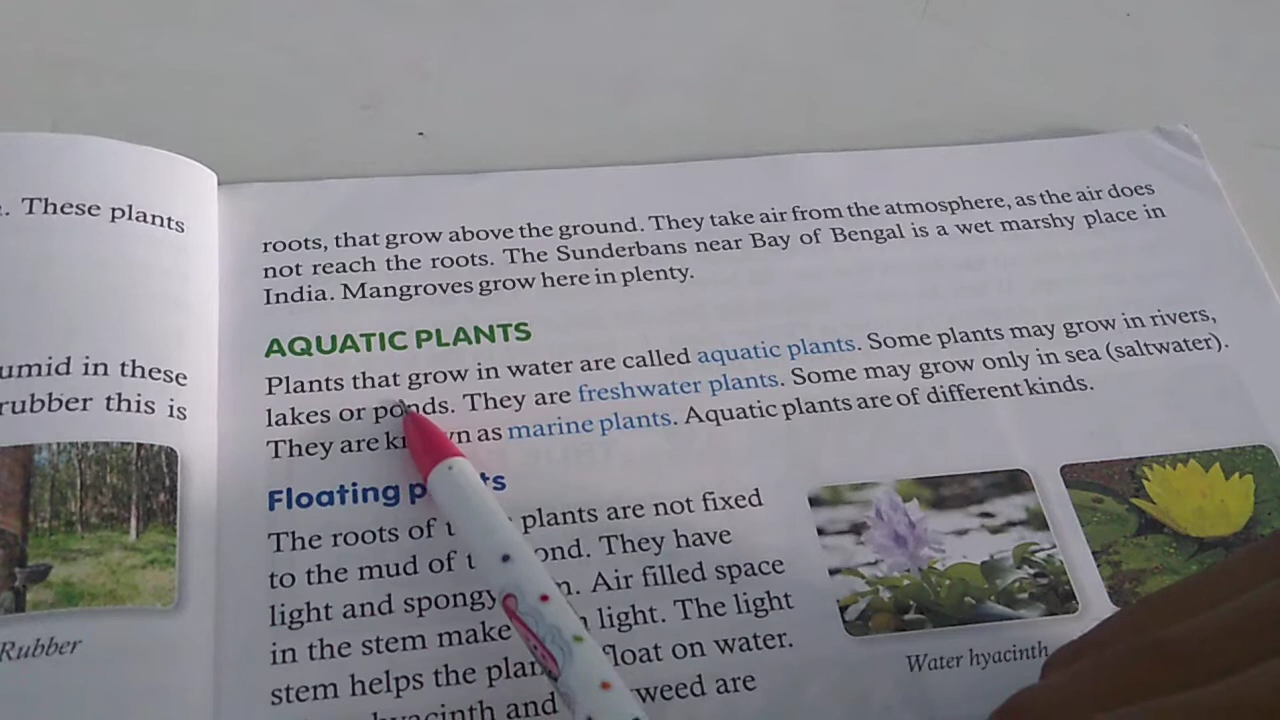 . These plants
umid in these
rubber this is
Rubber
roots, that grow above the ground. They take air from the atmosphere, as the air does
not reach the roots. The Sunderbans near Bay of Bengal is a wet marshy place in
India. Mangroves grow here in plenty.
AQUATIC PLANTS
Plants that grow in water are called aquatic plants. Some plants may grow in rivers,
lakes or ponds. They are freshwater plants. Some may grow only in sea (saltwater).
They are as marine plants. Aquatic plants are of different kinds.
Floating
The roots of plants are not fixed
to the mud of They have
light and spongy Air filled space
in the stem make light. The light
stem helps the float on water.
and are
Water hyacinth